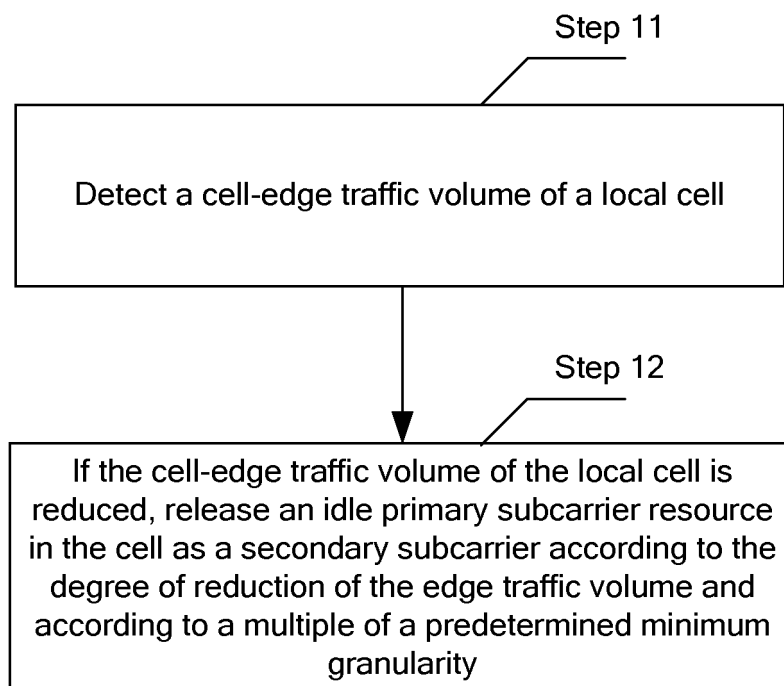 Step 11
Detect a cell-edge traffic volume of a local cell
Step 12
If the cell-edge traffic volume of the local cell is
reduced, release an idle primary subcarrier resource
in the cell as a secondary subcarrier according to the
degree of reduction of the edge traffic volume and
according to a multiple of a predetermined minimum
granularity